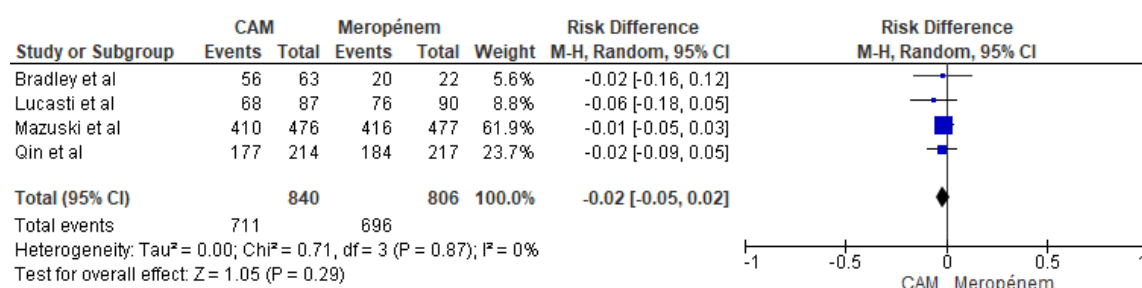 CAM Meropénem Risk Difference Risk Difference
Study or Subgroup Events Total Events Total Weight M-H, Random, 95% CI M-H, Random, 95% CI
Bradley et al 56 63 20 22 5.6% -0.02 [-0.16, 0.12]
Lucasti et al 68 87 76 90 8.8% -0.06 [-0.18, 0.05]
Mazuski et al 410 476 416 477 61.9% -0.01 [-0.05, 0.03]
Qin et al 177 214 184 217 23.7% -0.02 [-0.09, 0.05]
Total (95% CI) 840 806 100.0% -0.02 [-0.05, 0.02]
Total events 711 696
Heterogeneity: Tau² = 0.00; Chi² = 0.71, df = 3 (P = 0.87); I² = 0%
Test for overall effect: Z = 1.05 (P = 0.29)
-1 -0.5 0 0.5 1
CAM Meropénem